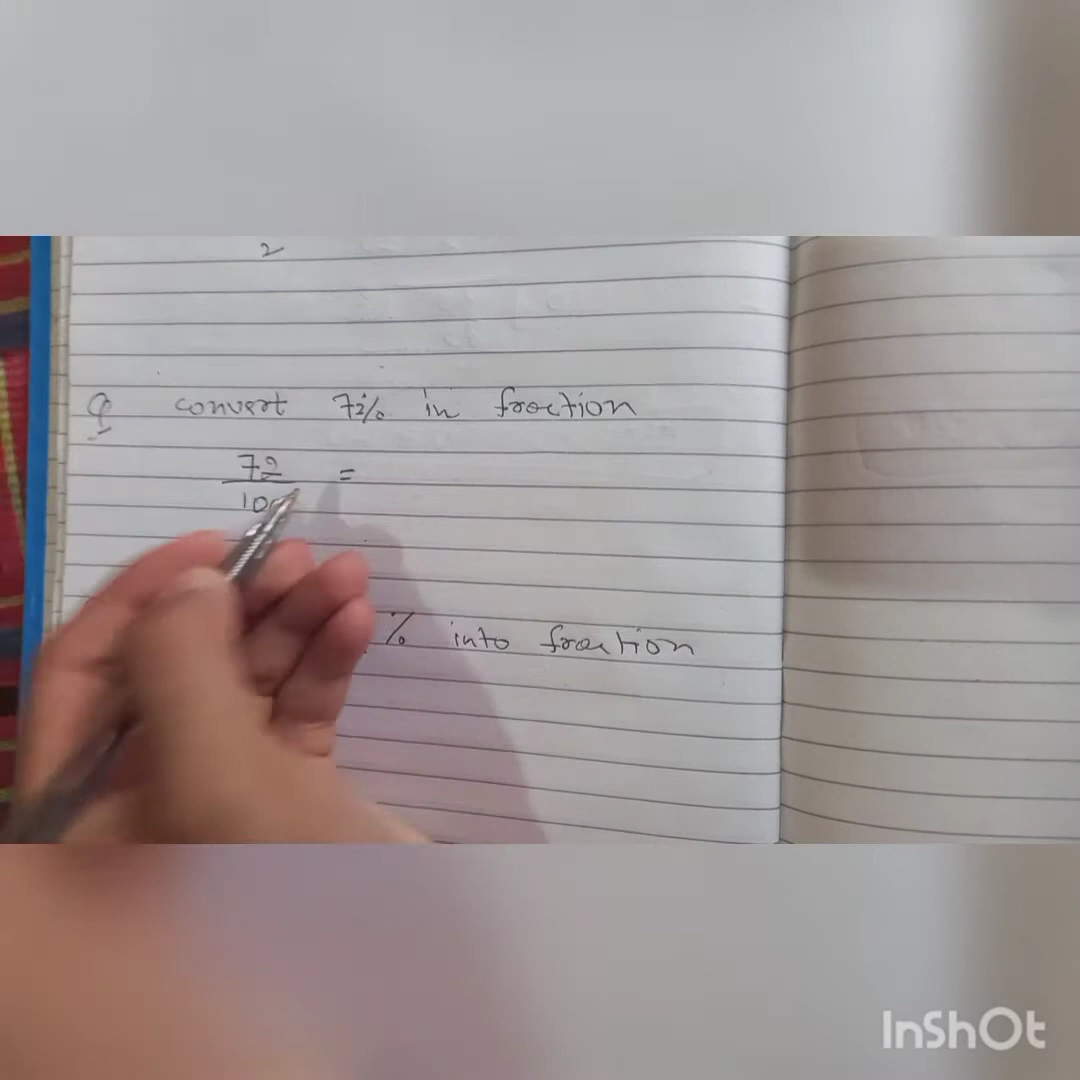 2
Q convert 72% in fraction
72 =
100
% into fraction
InShOt